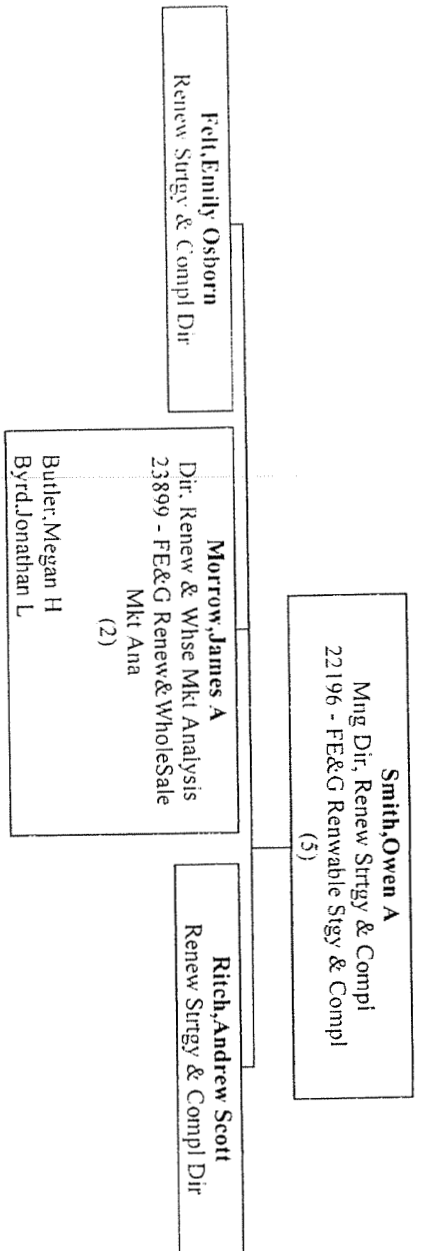 Smith,Owen A
Mng Dir, Renew Strtgy & Compl
22196 - FE&G Renwable Stgy & Compl
(5)
Felt,Emily Osborn
Renew Strtgy & Compl Dir
Morrow,James A
Dir, Renew & Whse Mkt Analysis
23899 - FE&G Renew&WholeSale
Mkt Ana
(2)
Butler,Megan H
Byrd,Jonathan L
Ritch,Andrew Scott
Renew Strtgy & Compl Dir